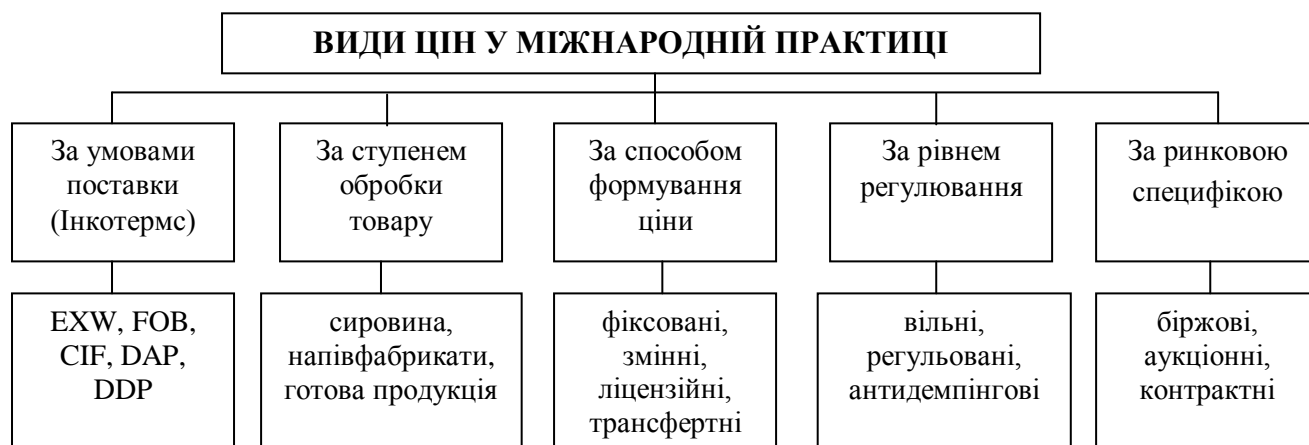 ВИДИ ЦІН У МІЖНАРОДНІЙ ПРАКТИЦІ
За умовами
поставки
(Інкотермс)
За ступенем
обробки
товару
За способом
формування
ціни
За рівнем
регулювання
За ринковою
специфікою
EXW, FOB,
CIF, DAP,
DDP
сировина,
напівфабрикати,
готова продукція
фіксовані,
змінні,
ліцензійні,
трансфертні
вільні,
регульовані,
антидемпінгові
біржові,
аукціонні,
контрактні